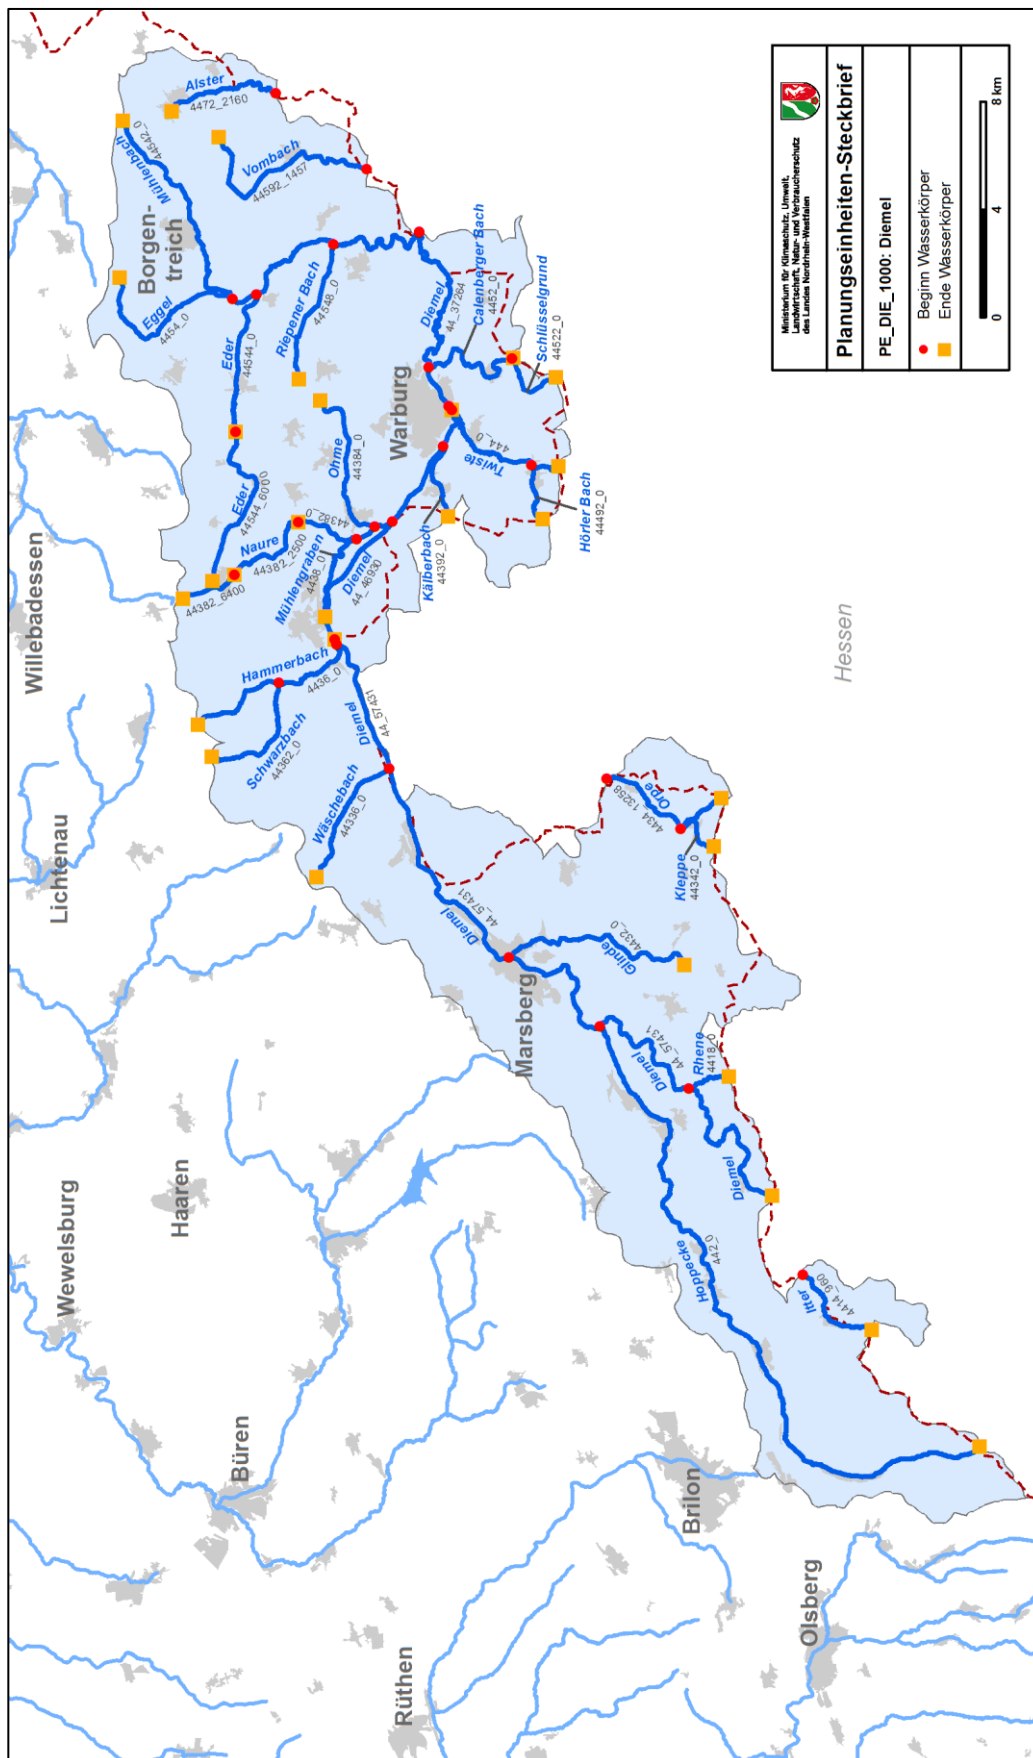 Willebadessen
Lichtenau
Wewelsburg
Haaren
Büren
Rüthen
Brilon
Olsberg
Marsberg
Warburg
Borgen-
treich
Hessen
Alster
4472_2160
Mühlenbach
44542_0
Vombach
44592_1457
Eggel
4454_0
Eder
44544_0
Eder
44544_6000
Riepener Bach
44548_0
Ohme
44384_0
Naure
44382_2500
44382_0
44382_6400
Mühlengraben
4438_0
Diemel
44_46930
Diemel
44_37264
Calenberger Bach
4452_0
Schlüsselgrund
44522_0
Twiste
444_0
Hörler Bach
44492_0
Kälberbach
44392_0
Hammerbach
4436_0
Schwarzbach
44362_0
Diemel
44_57431
Wäschebach
44336_0
Diemel
44_57431
Orpe
4434_13258
Kleppe
44342_0
Glinde
4432_0
Diemel
44_57431
Rhene
4418_0
Diemel
Hoppecke
442_0
Itter
4414_960
Ministerium für Klimaschutz, Umwelt,
Landwirtschaft, Natur- und Verbraucherschutz
des Landes Nordrhein-Westfalen
Planungseinheiten-Steckbrief
PE_DIE_1000: Diemel
Beginn Wasserkörper
Ende Wasserkörper
0 4 8 km